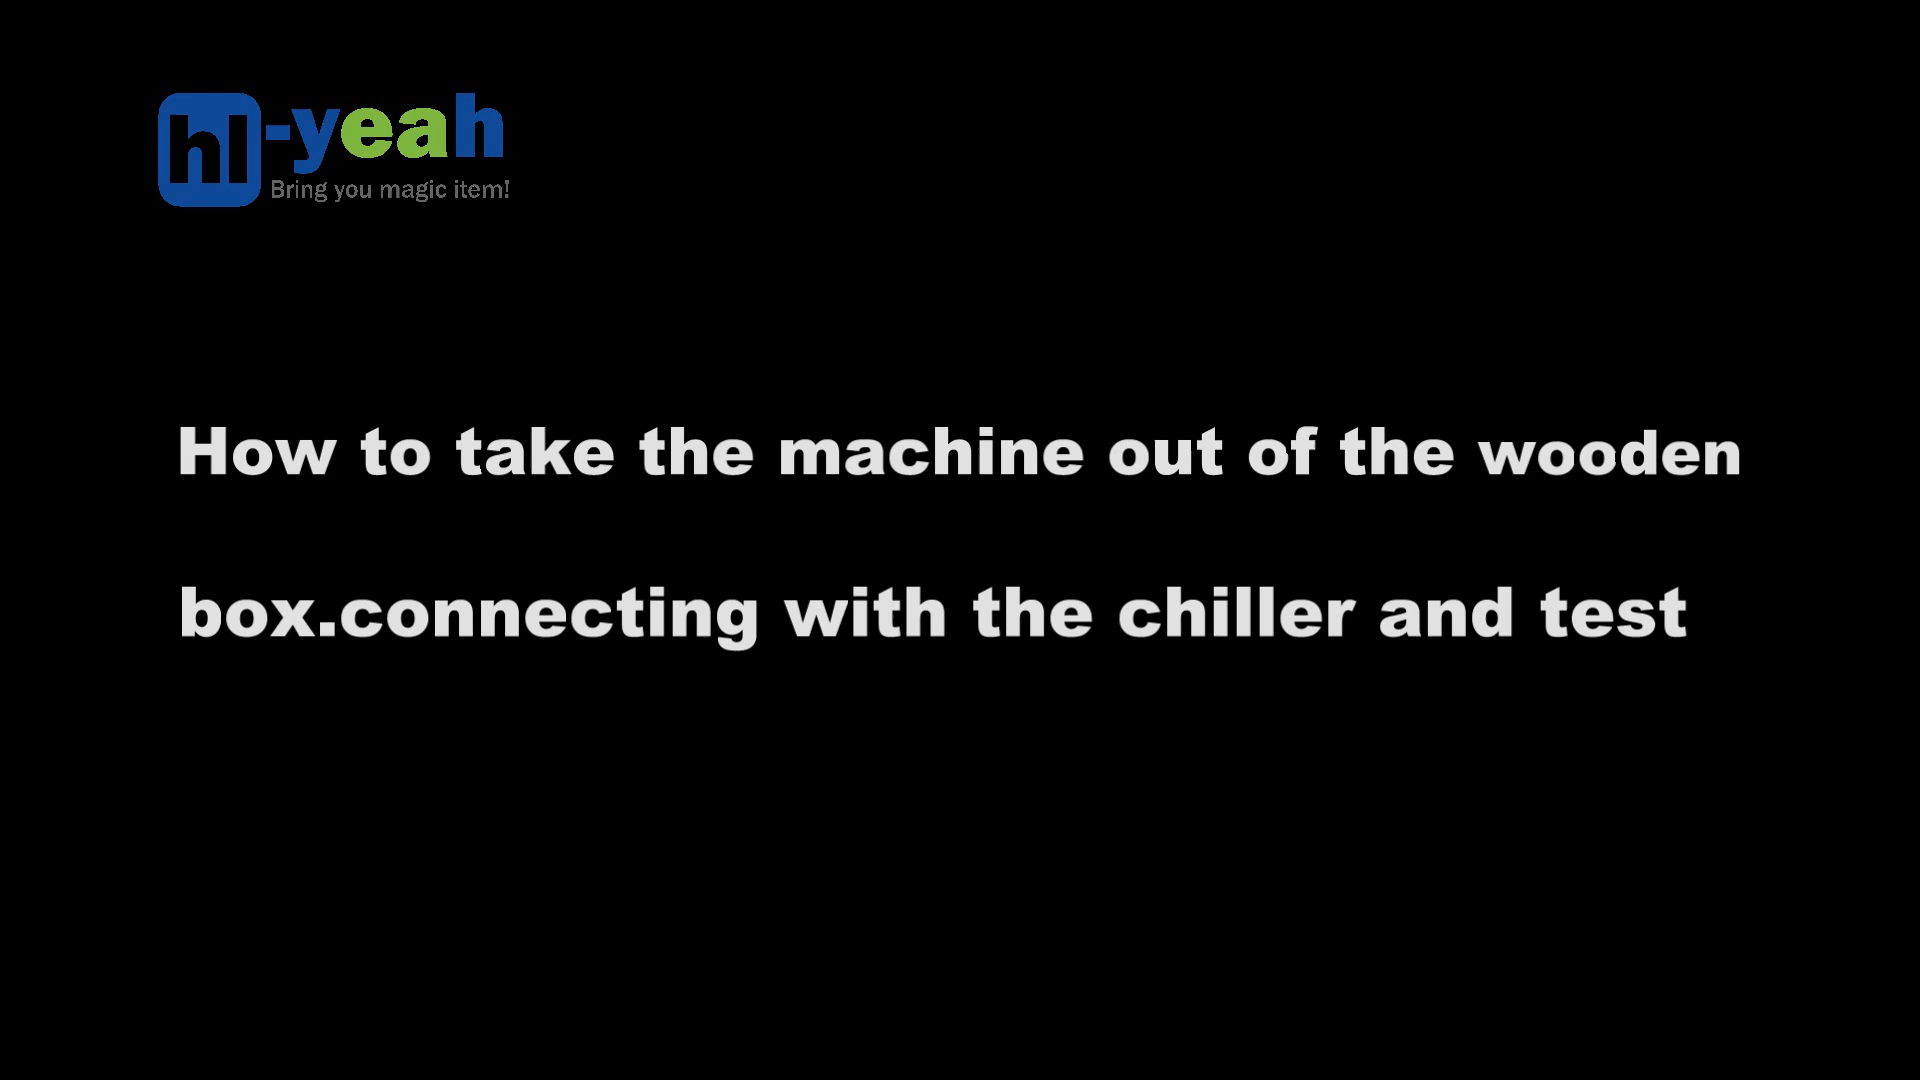 hl-yeah
Bring you magic item!
How to take the machine out of the wooden
box.connecting with the chiller and test